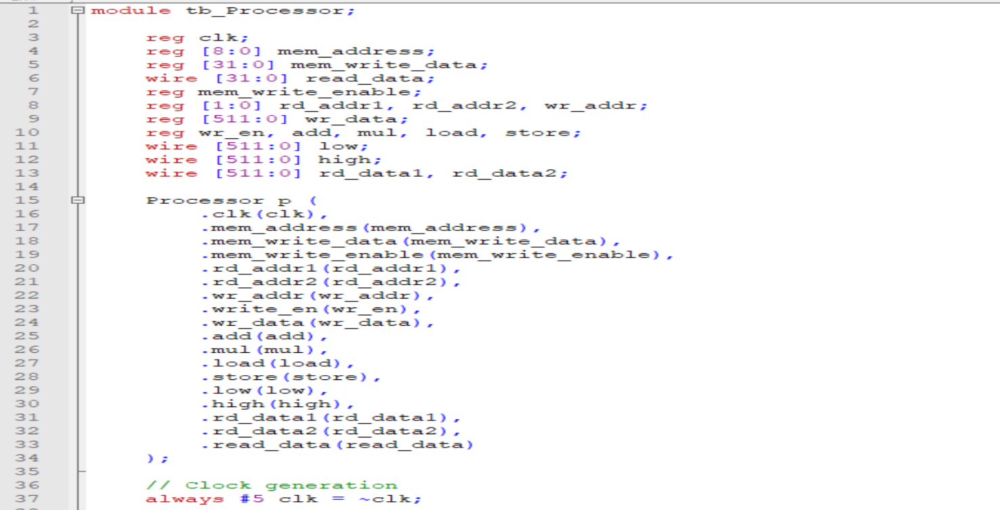 1 module tb_Processor;
2
3 reg clk;
4 reg [8:0] mem_address;
5 reg [31:0] mem_write_data;
6 wire [31:0] read_data;
7 reg mem_write_enable;
8 reg [1:0] rd_addr1, rd_addr2, wr_addr;
9 reg [511:0] wr_data;
10 reg wr_en, add, mul, load, store;
11 wire [511:0] low;
12 wire [511:0] high;
13 wire [511:0] rd_data1, rd_data2;
14
15 Processor p (
16 .clk(clk),
17 .mem_address(mem_address),
18 .mem_write_data(mem_write_data),
19 .mem_write_enable(mem_write_enable),
20 .rd_addr1(rd_addr1),
21 .rd_addr2(rd_addr2),
22 .wr_addr(wr_addr),
23 .write_en(wr_en),
24 .wr_data(wr_data),
25 .add(add),
26 .mul(mul),
27 .load(load),
28 .store(store),
29 .low(low),
30 .high(high),
31 .rd_data1(rd_data1),
32 .rd_data2(rd_data2),
33 .read_data(read_data)
34 );
35
36 // Clock generation
37 always #5 clk = ~clk;